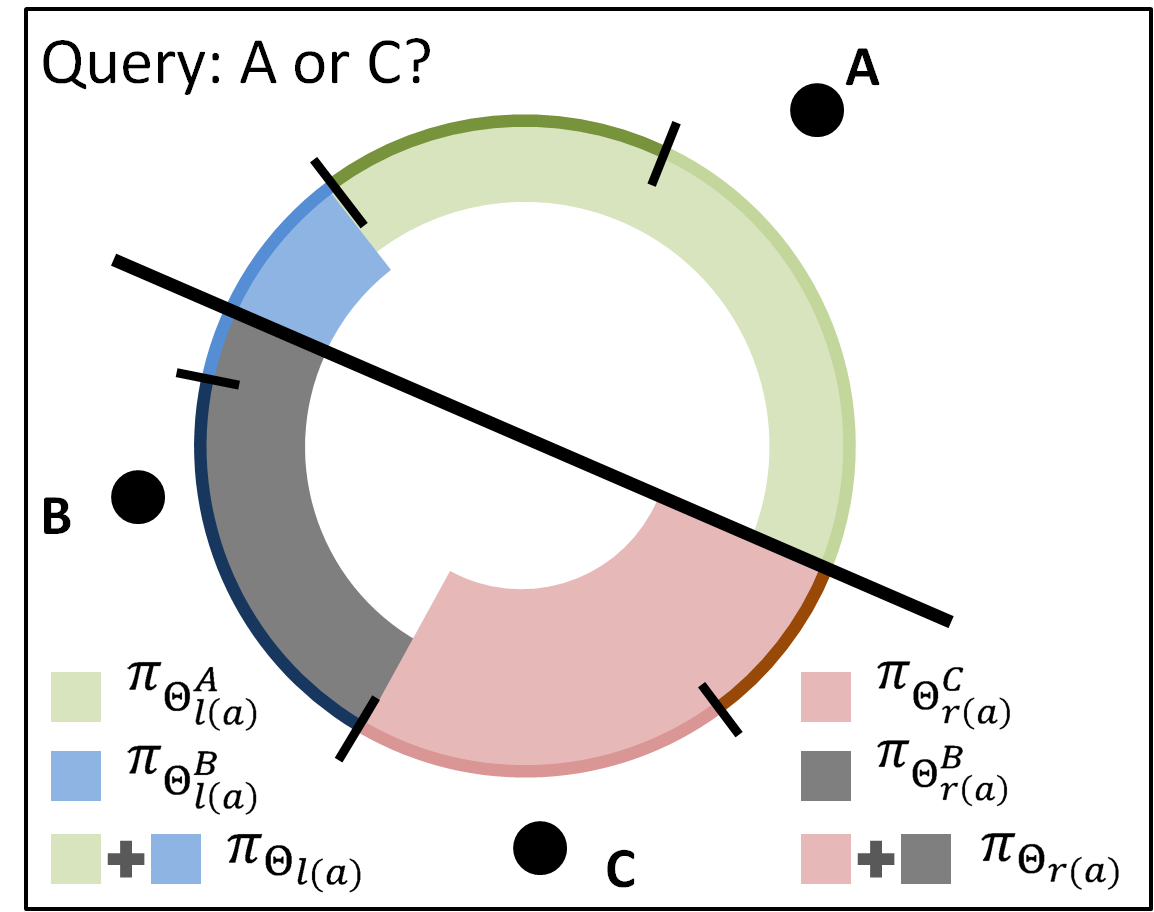 Query: A or C?
A
B
C
π_{Θ^A_{l(a)}}
π_{Θ^C_{r(a)}}
π_{Θ^B_{l(a)}}
π_{Θ^B_{r(a)}}
+ π_{Θ_{l(a)}}
+ π_{Θ_{r(a)}}